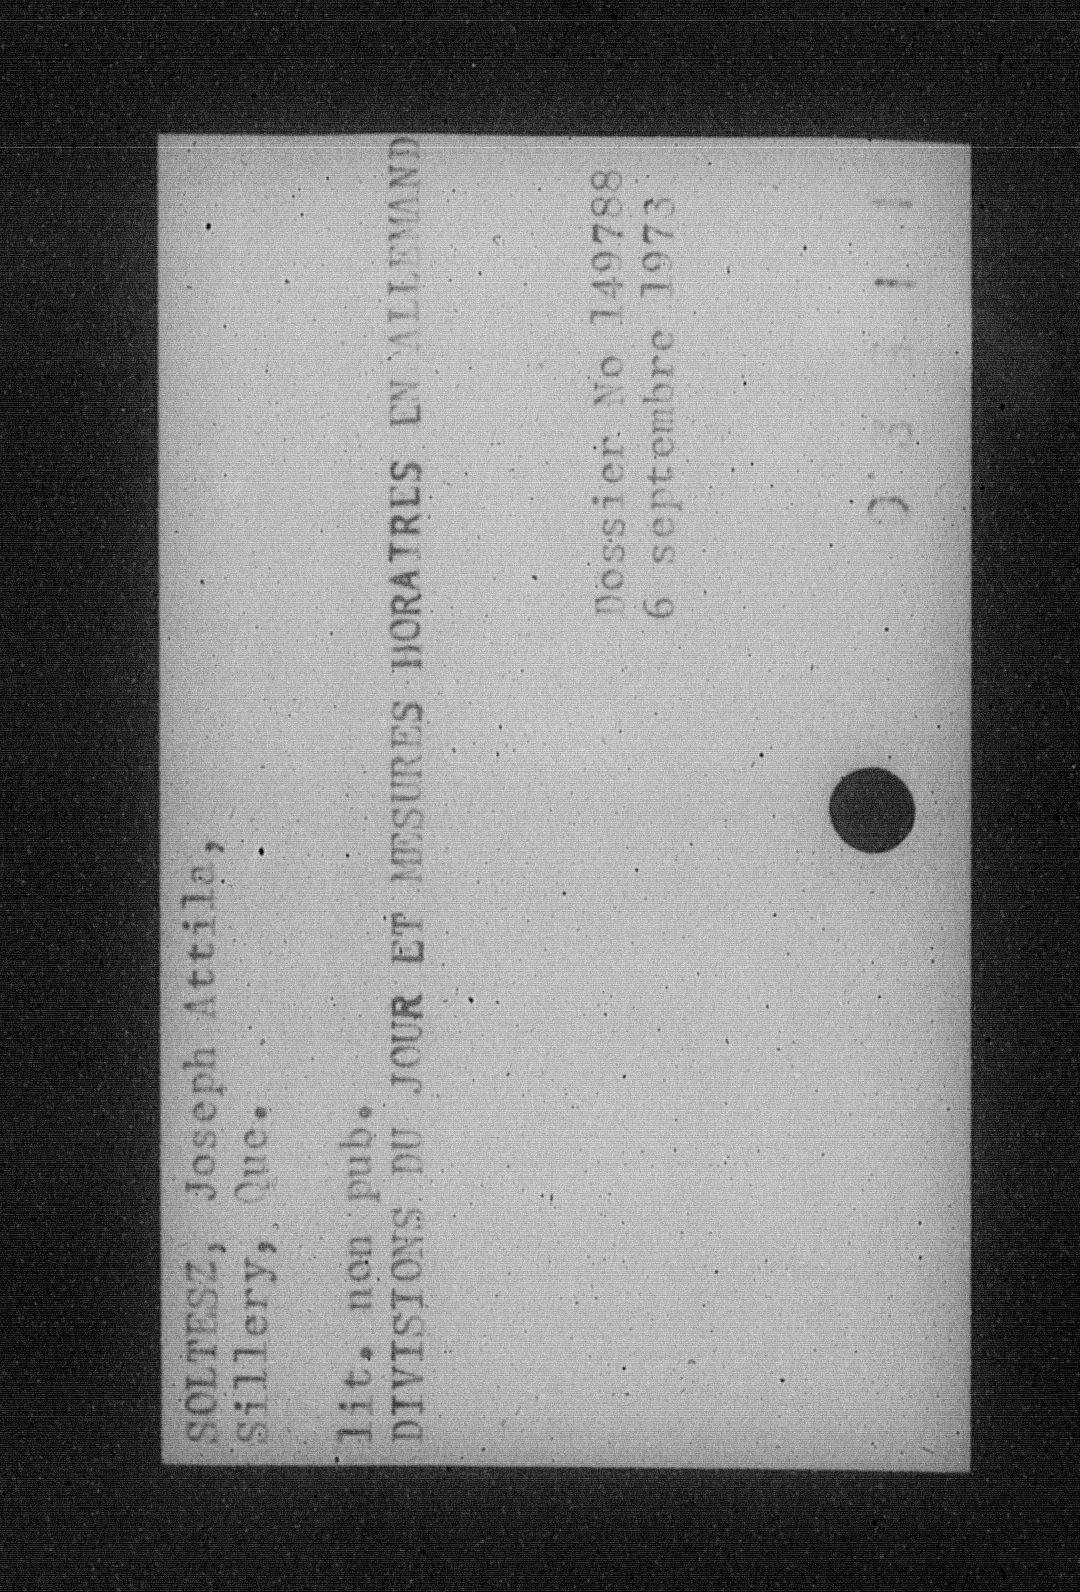 SOLTESZ, Joseph Attila,
Sillery, Que.
lit. non pub.
DIVISIONS DU JOUR ET MESURES HORAIRES EN ALLEMAND
Dossier No 149788
6 septembre 1973